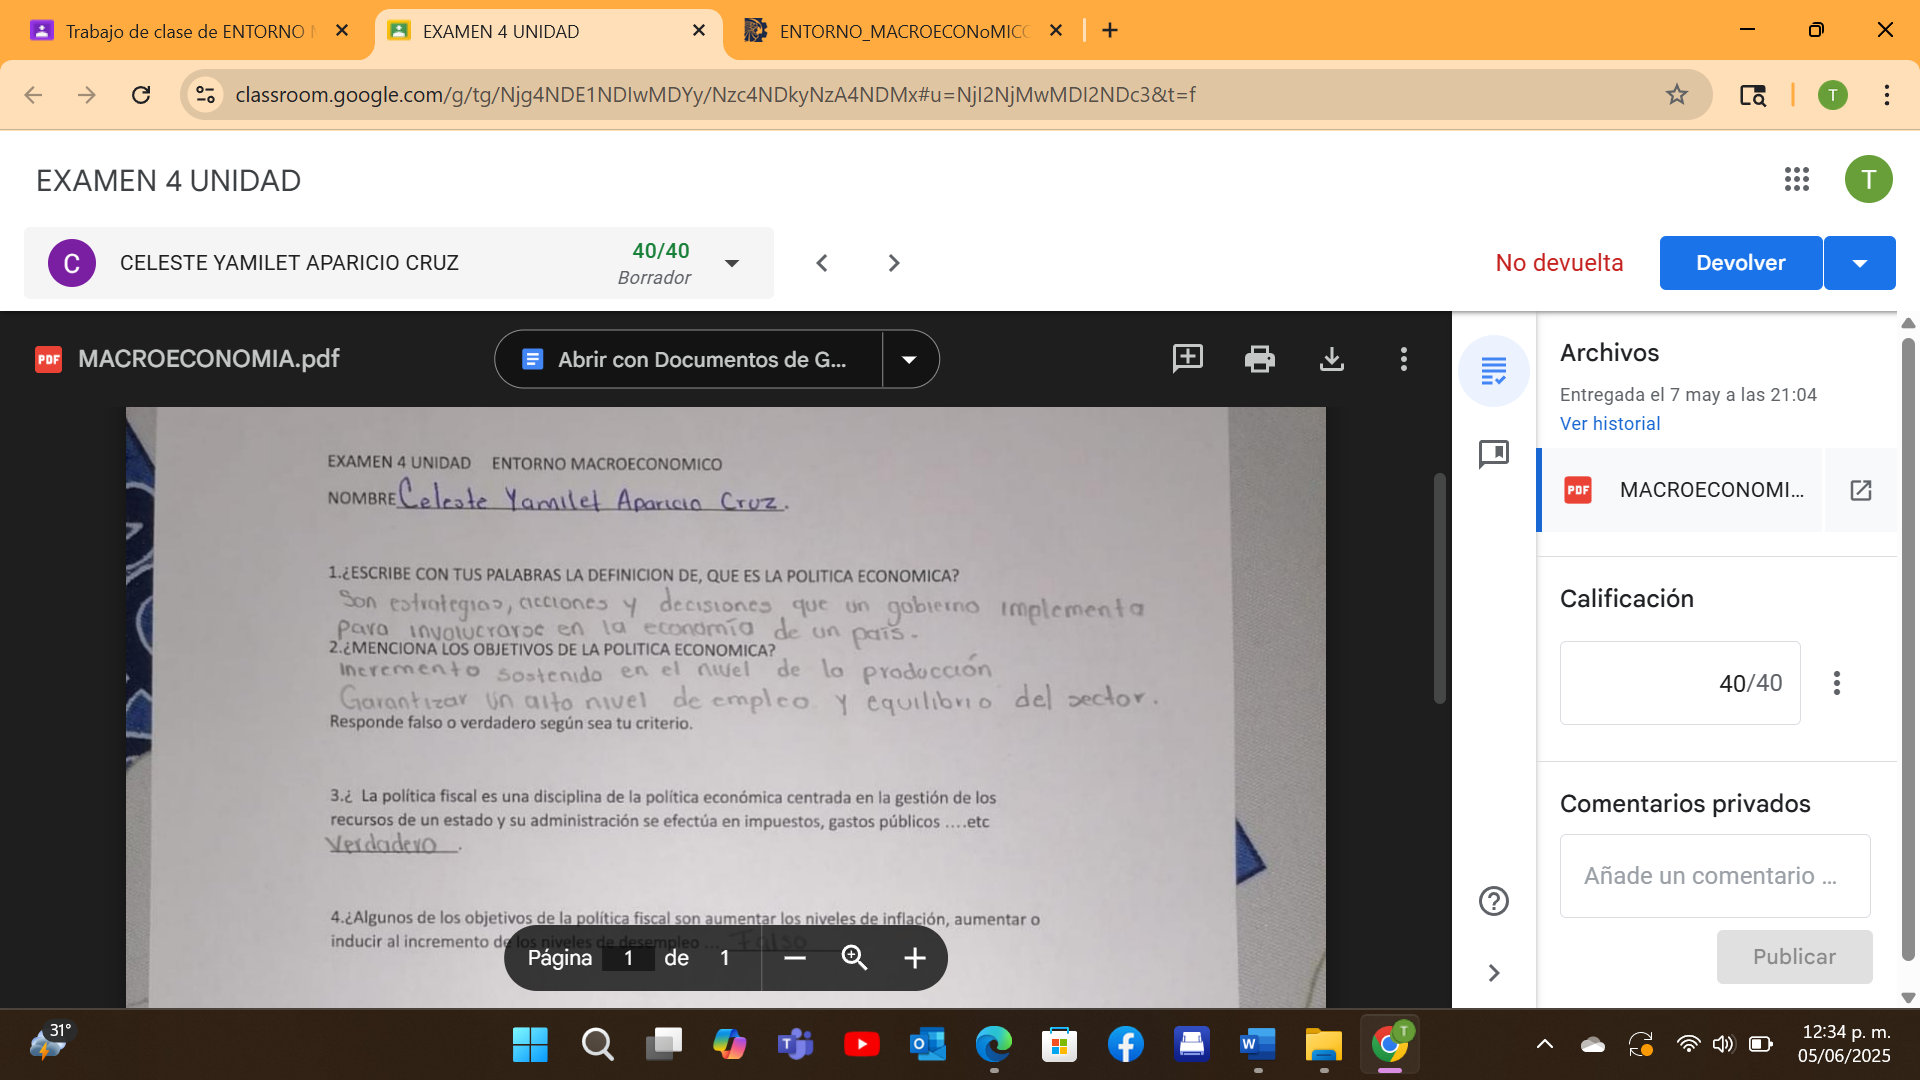 Trabajo de clase de ENTORNO M
EXAMEN 4 UNIDAD
ENTORNO_MACROECONoMICO
classroom.google.com/g/tg/Njg4NDE1NDIwMDYy/Nzc4NDkyNzA4NDMx#u=NjI2NjMwMDI2NDc3&t=f
T
EXAMEN 4 UNIDAD
T
C
CELESTE YAMILET APARICIO CRUZ
40/40
Borrador
No devuelta
Devolver
PDF
MACROECONOMIA.pdf
Abrir con Documentos de G...
EXAMEN 4 UNIDAD ENTORNO MACROECONOMICO
NOMBRE Celeste Yamilet Aparicio Cruz.
1.¿ESCRIBE CON TUS PALABRAS LA DEFINICION DE, QUE ES LA POLITICA ECONOMICA?
Son estrategias, acciones y decisiones que un gobierno implementa
para involucrarse en la economía de un país.
2.¿MENCIONA LOS OBJETIVOS DE LA POLITICA ECONOMICA?
Incremento sostenido en el nivel de la producción
Garantizar un alto nivel de empleo y equilibrio del sector.
Responde falso o verdadero según sea tu criterio.
3.¿ La política fiscal es una disciplina de la política económica centrada en la gestión de los
recursos de un estado y su administración se efectúa en impuestos, gastos públicos ….etc
Verdadero.
4.¿Algunos de los objetivos de la política fiscal son aumentar los niveles de inflación, aumentar o
inducir al incremento de los niveles de desempleo ... Falso
Página 1 de 1
Archivos
Entregada el 7 may a las 21:04
Ver historial
PDF
MACROECONOMI...
Calificación
40/40
Comentarios privados
Añade un comentario ...
Publicar
31°
T
12:34 p. m.
05/06/2025